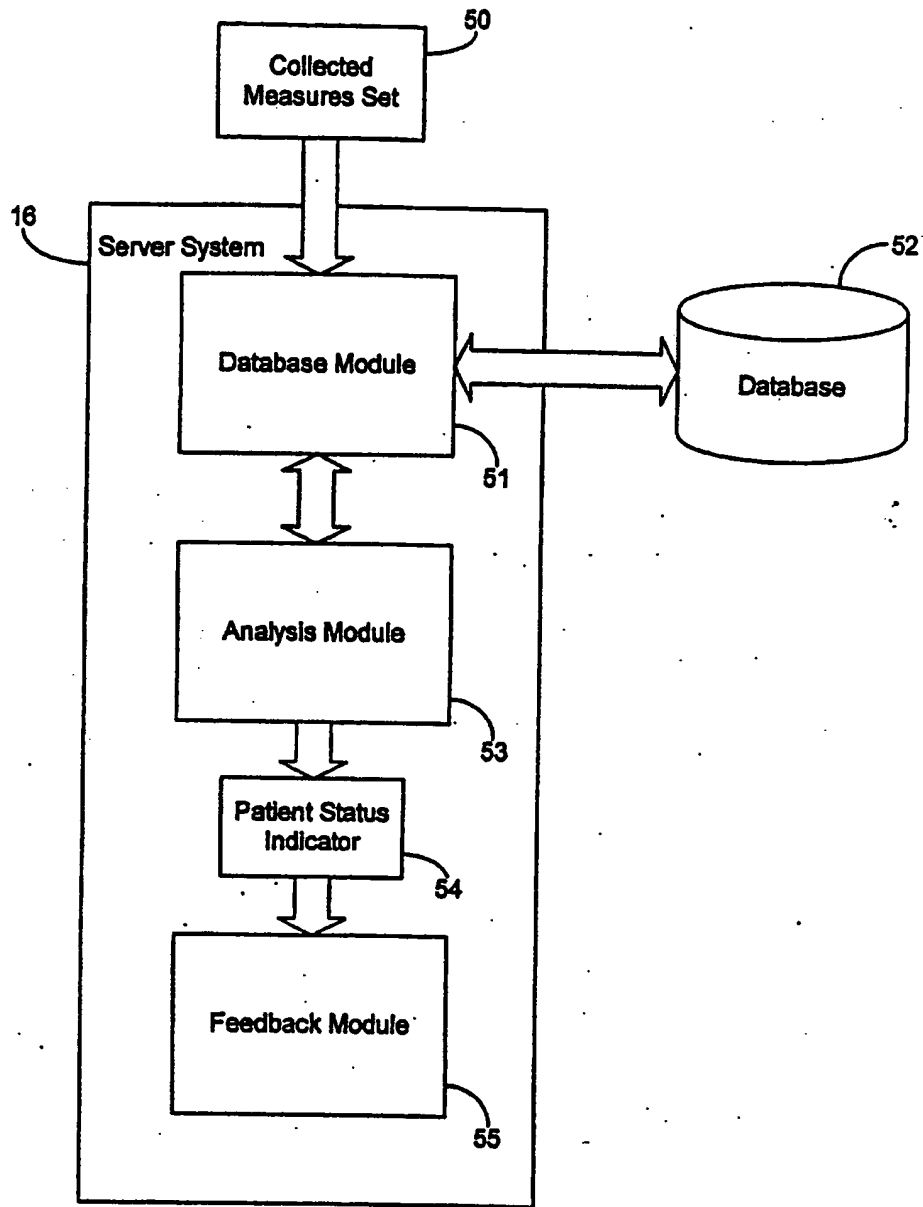 50
Collected
Measures Set
16
Server System
52
Database Module
Database
51
Analysis Module
53
Patient Status
Indicator
54
Feedback Module
55